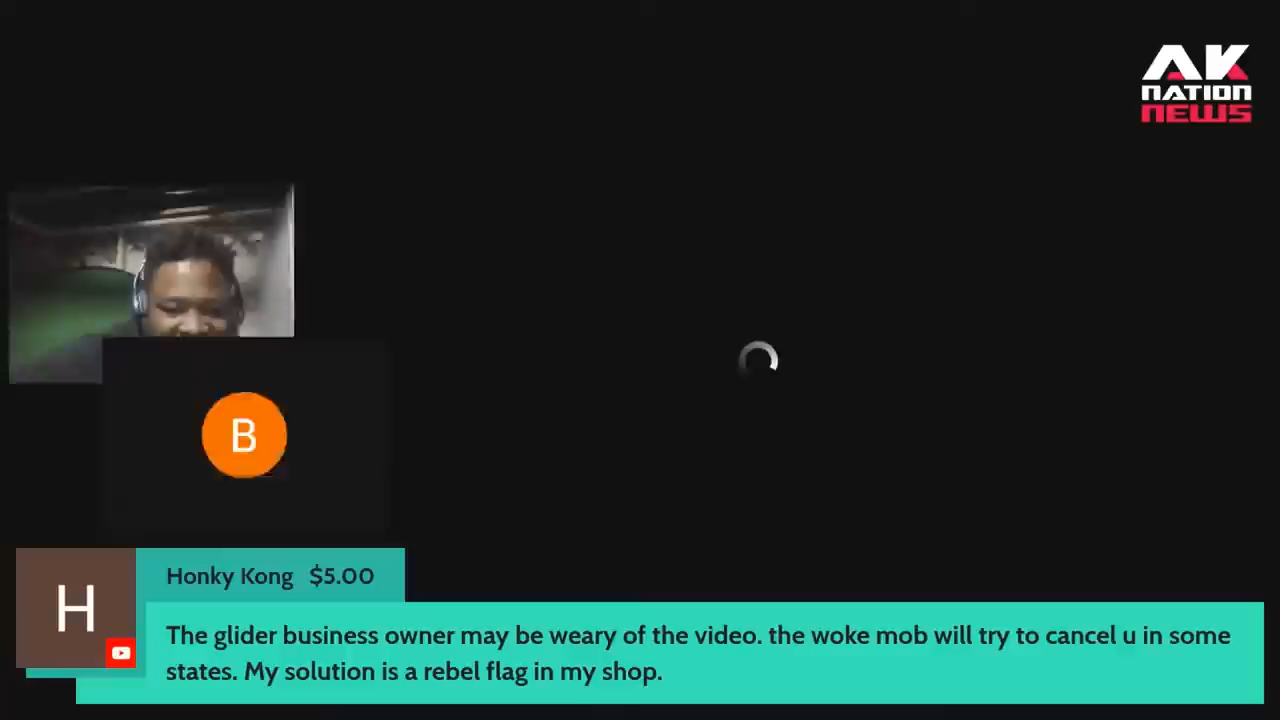 AK
NATION
NEWS
B
H
Honky Kong $5.00
The glider business owner may be weary of the video. the woke mob will try to cancel u in some
states. My solution is a rebel flag in my shop.